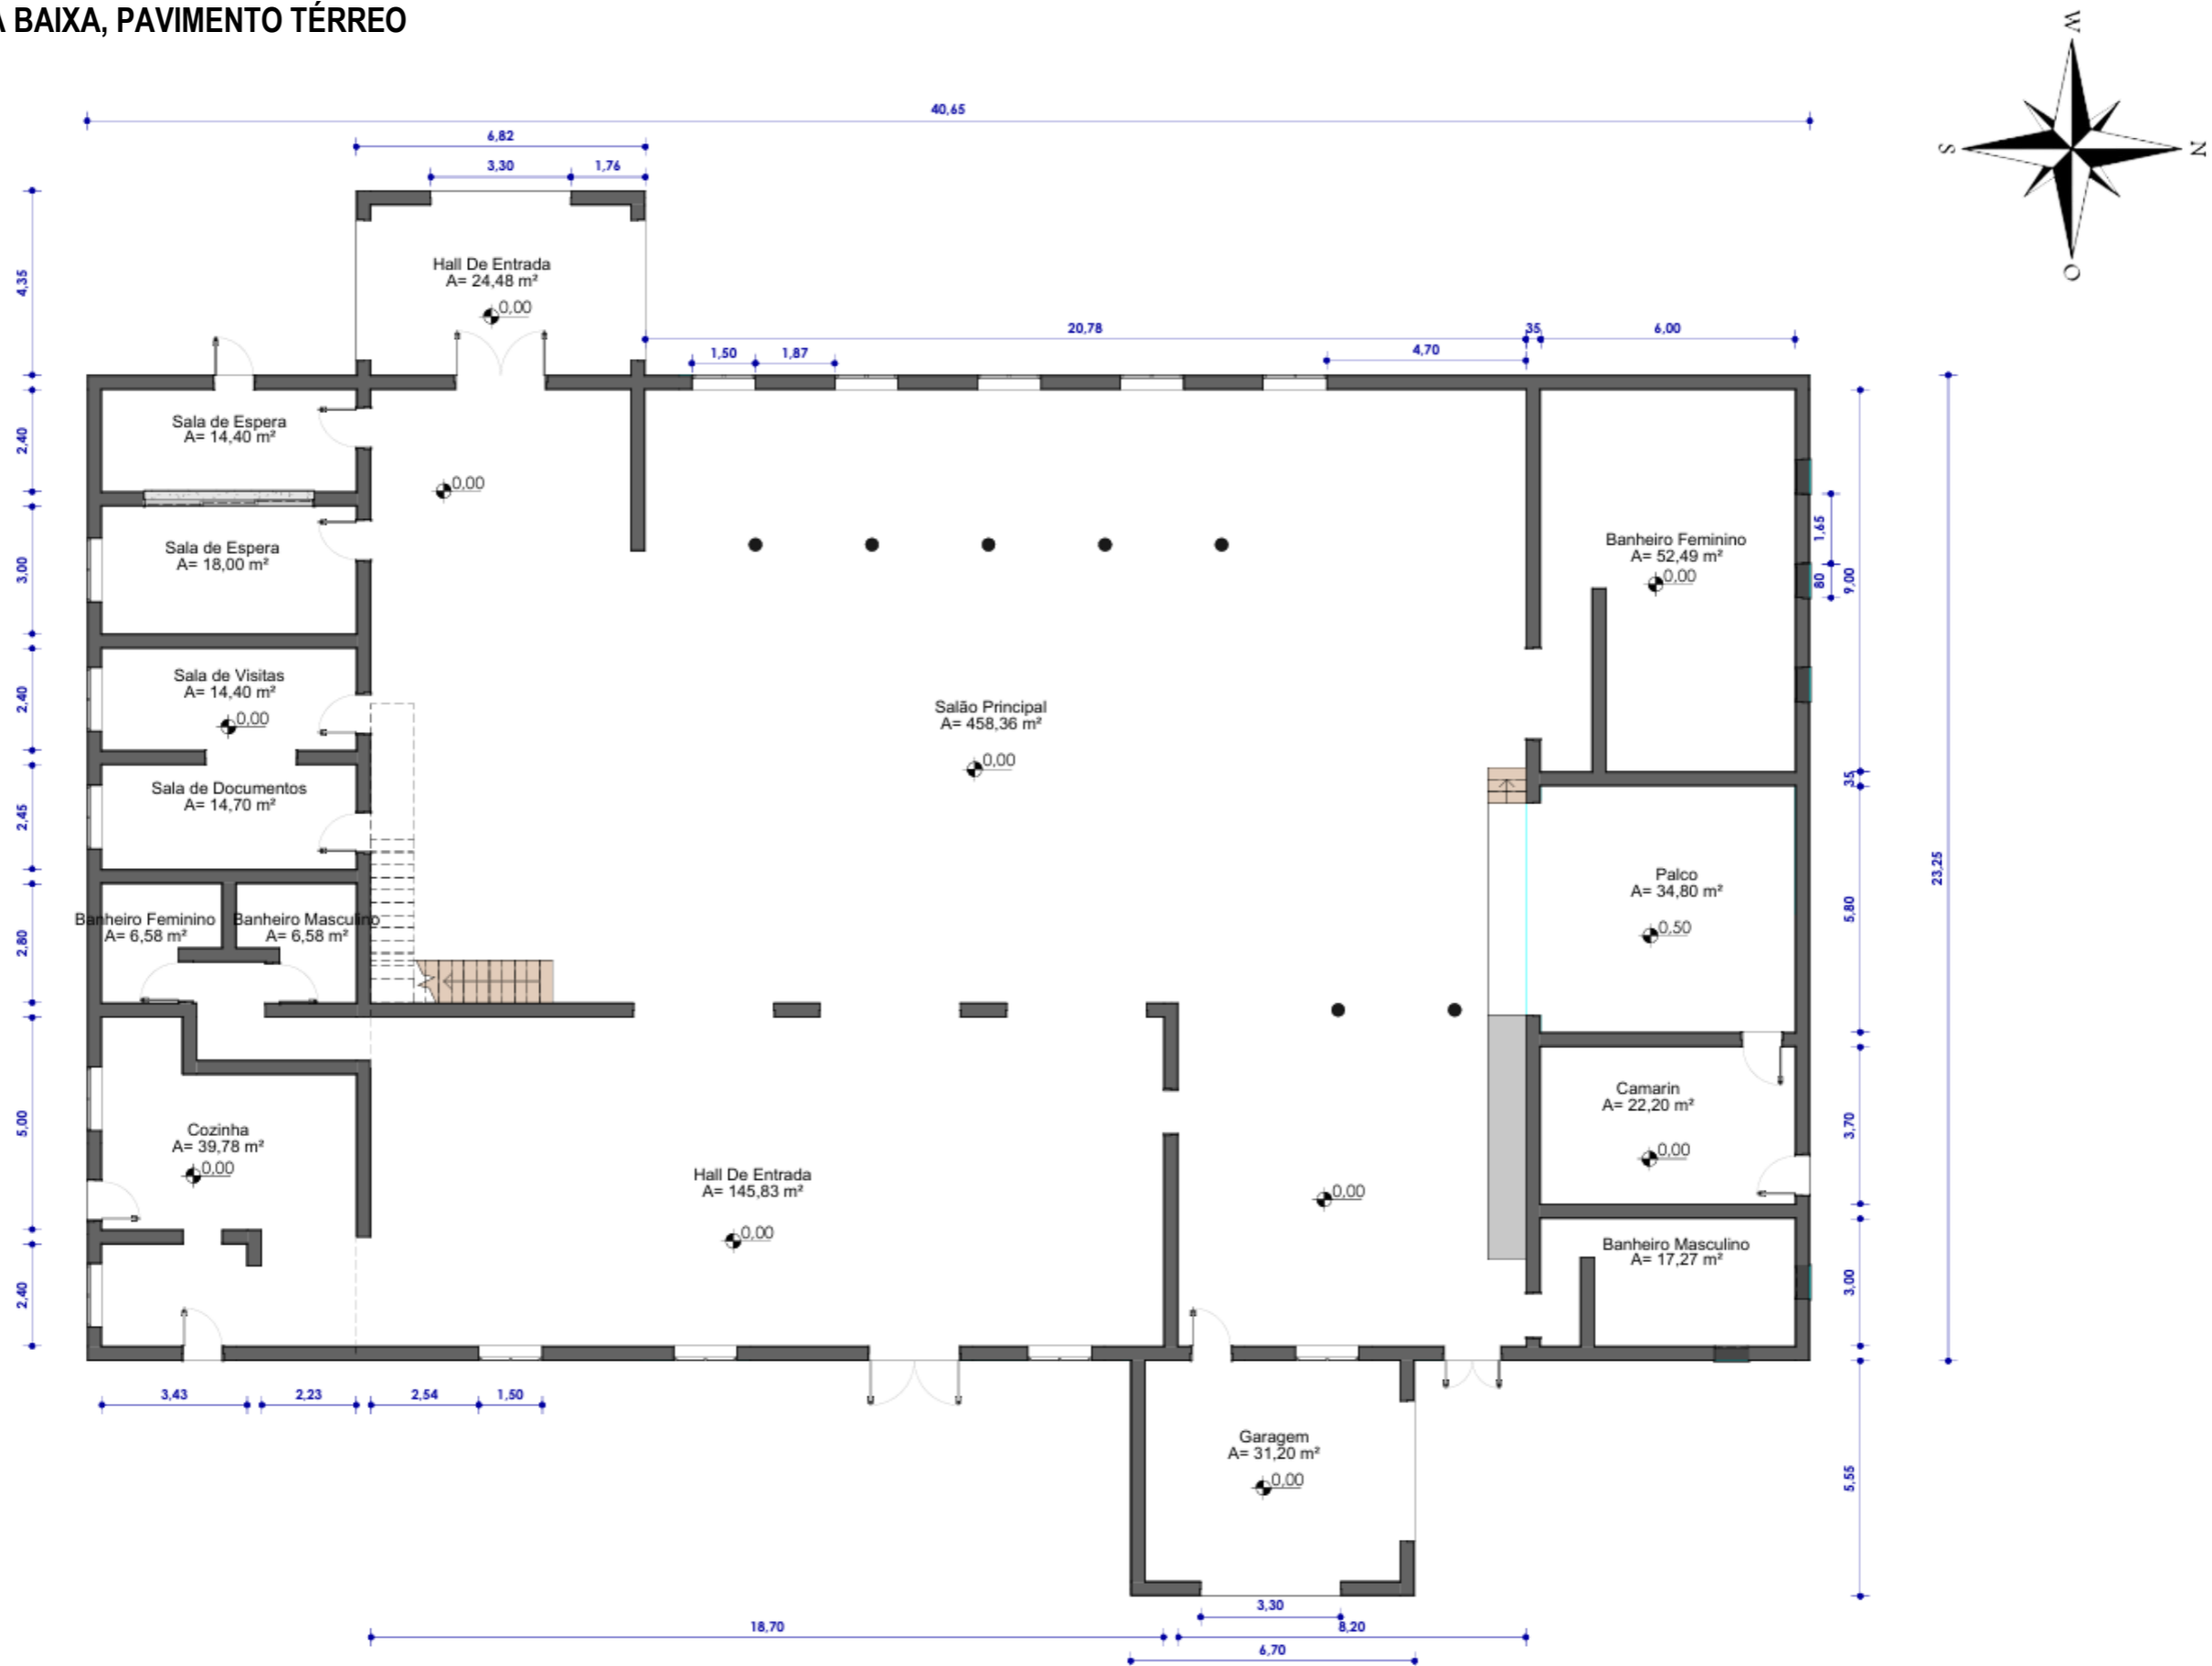 A BAIXA, PAVIMENTO TÉRREO
W
S
N
O
40,65
6,82
3,30
1,76
4,35
Hall De Entrada
A= 24,48 m²
0,00
20,78
35
6,00
1,50
1,87
4,70
2,40
Sala de Espera
A= 14,40 m²
0,00
3,00
Sala de Espera
A= 18,00 m²
Banheiro Feminino
A= 52,49 m²
0,00
1,65
80
9,00
2,40
Sala de Visitas
A= 14,40 m²
0,00
Salão Principal
A= 458,36 m²
0,00
2,45
Sala de Documentos
A= 14,70 m²
35
23,25
Palco
A= 34,80 m²
0,50
5,80
2,80
Banheiro Feminino
A= 6,58 m²
Banheiro Masculino
A= 6,58 m²
5,00
Cozinha
A= 39,78 m²
0,00
Camarin
A= 22,20 m²
0,00
3,70
Hall De Entrada
A= 145,83 m²
0,00
0,00
2,40
Banheiro Masculino
A= 17,27 m²
3,00
3,43
2,23
2,54
1,50
Garagem
A= 31,20 m²
0,00
5,55
3,30
18,70
8,20
6,70